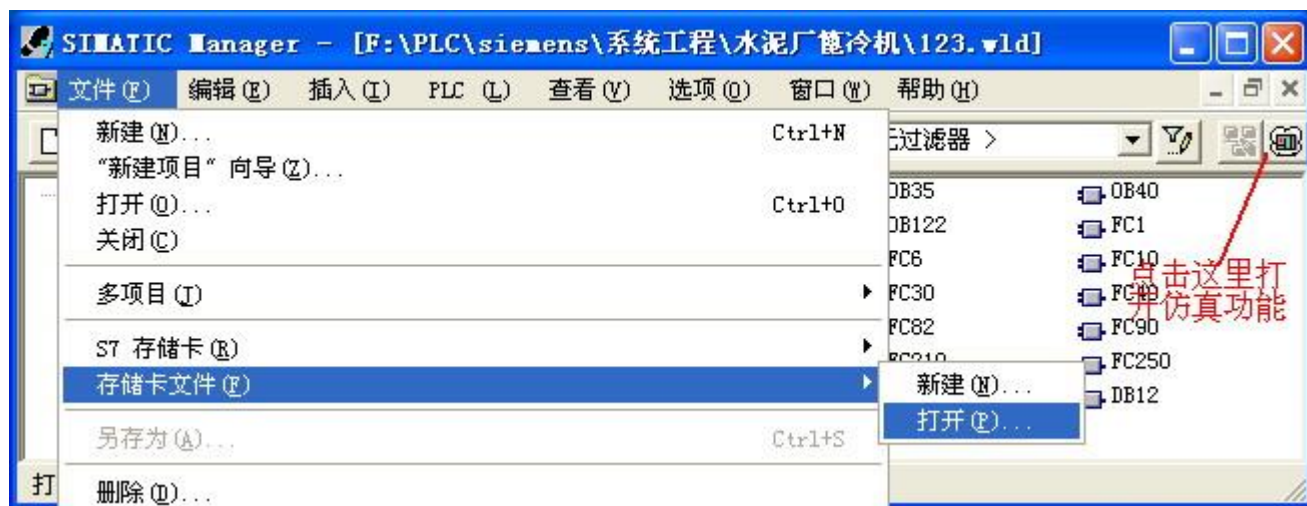 SIMATIC Manager - [F:\PLC\siemens\系统工程\水泥厂篦冷机\123.wld]
文件(F) 编辑(E) 插入(I) PLC (L) 查看(V) 选项(O) 窗口(W) 帮助(H)
新建(N)... Ctrl+N
过滤器 >
“新建项目”向导(Z)...
打开(O)... Ctrl+O
关闭(C)
多项目(J)
S7 存储卡(R)
存储卡文件(F)
另存为(A)... Ctrl+S
删除(D)...
新建(N)...
打开(P)...
OB35 OB40
OB122 FC1
FC6 FC10
FC30 FC40
FC82 FC90
FC210 FC250
DB12
点击这里打
开仿真功能
打